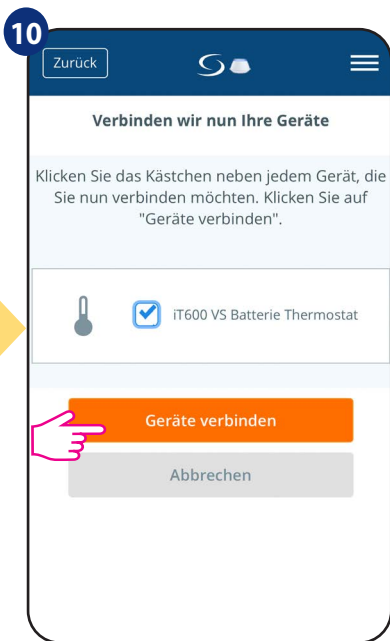 10
Zurück
Verbinden wir nun Ihre Geräte
Klicken Sie das Kästchen neben jedem Gerät, die
Sie nun verbinden möchten. Klicken Sie auf
"Geräte verbinden".
iT600 VS Batterie Thermostat
Geräte verbinden
Abbrechen